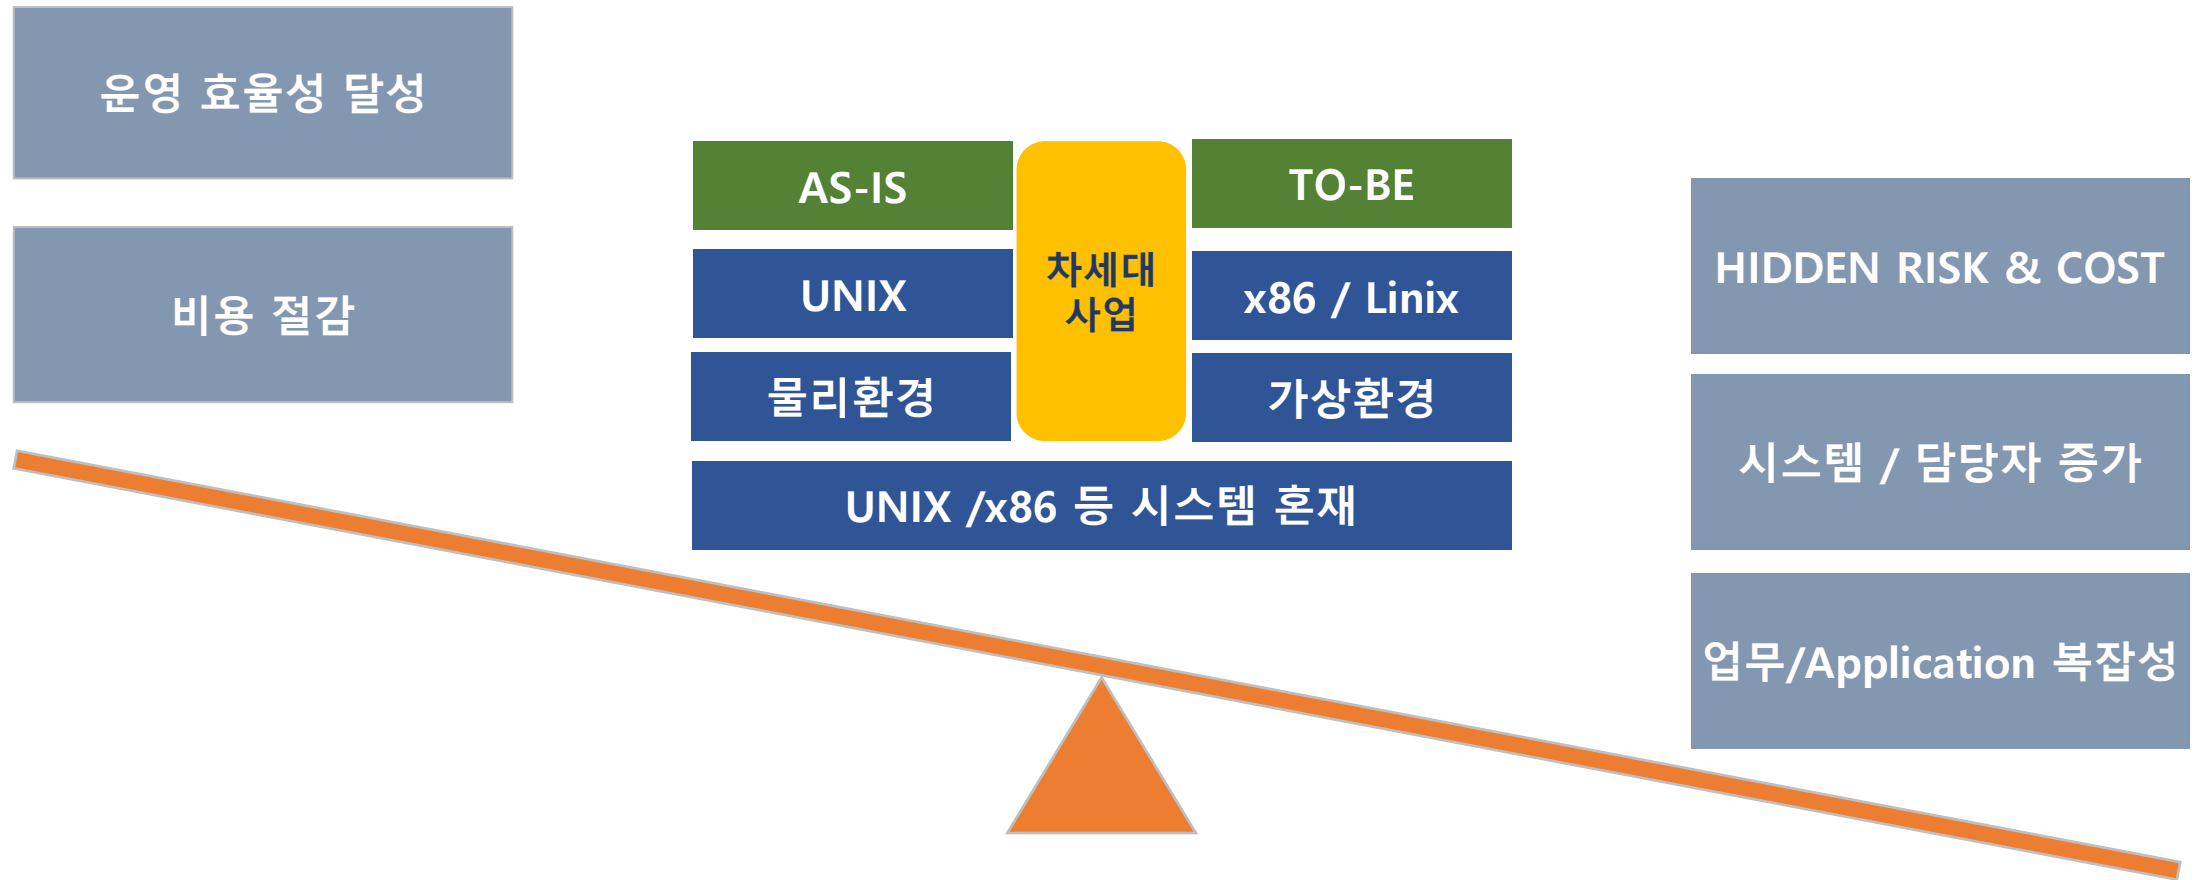 운영 효율성 달성
비용 절감
AS-IS
차세대
사업
TO-BE
UNIX
x86 / Linix
물리환경
가상환경
UNIX /x86 등 시스템 혼재
HIDDEN RISK & COST
시스템 / 담당자 증가
업무/Application 복잡성